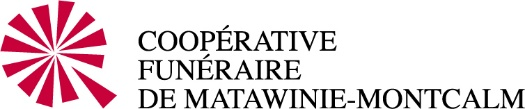 COOPÉRATIVE
FUNÉRAIRE
DE MATAWINIE-MONTCALM